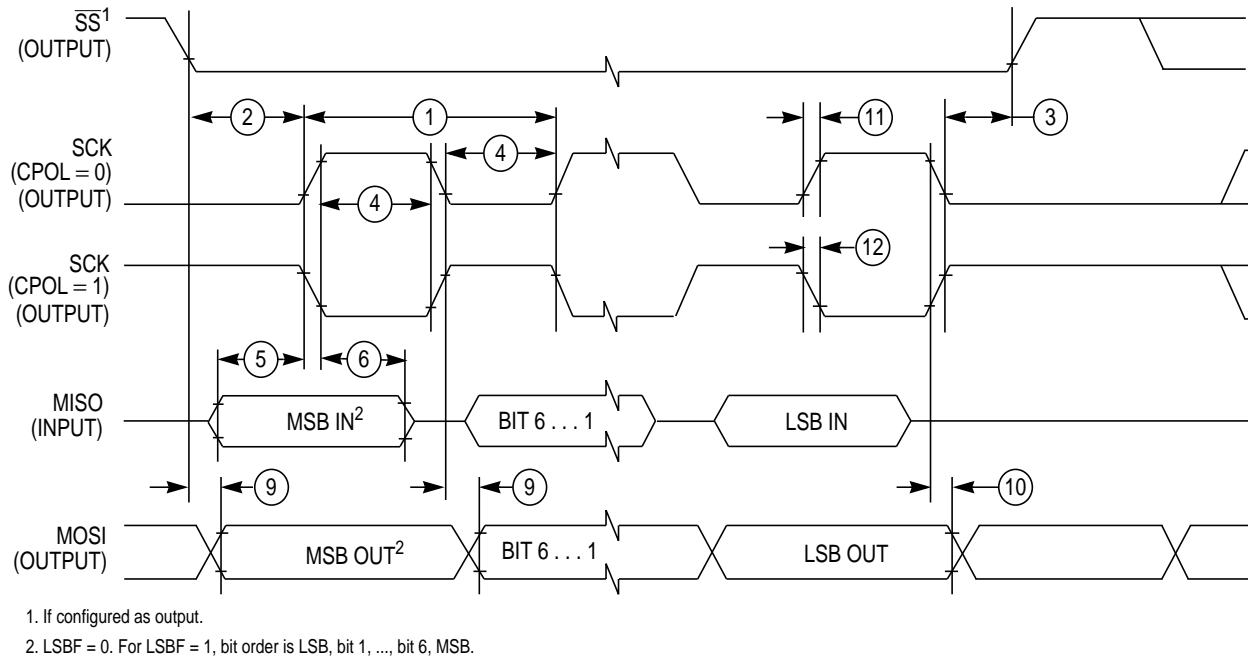 SS¹
(OUTPUT)
2
1
11
3
SCK
(CPOL = 0)
(OUTPUT)
4
4
12
SCK
(CPOL = 1)
(OUTPUT)
5
6
MISO
(INPUT)
MSB IN²
BIT 6 . . . 1
LSB IN
9
9
10
MOSI
(OUTPUT)
MSB OUT²
BIT 6 . . . 1
LSB OUT
1. If configured as output.
2. LSBF = 0. For LSBF = 1, bit order is LSB, bit 1, ..., bit 6, MSB.